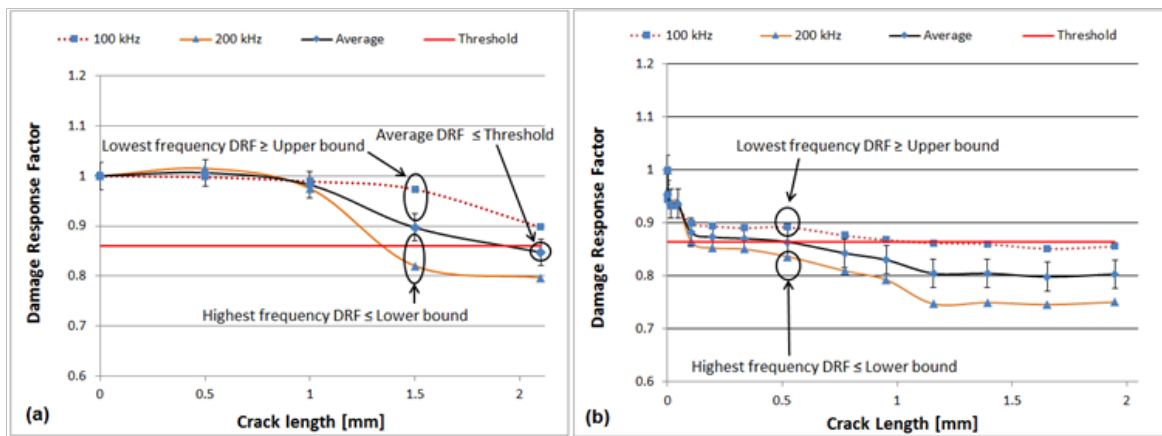 100 kHz 200 kHz Average Threshold
1.2
1.1
1
0.9
0.8
0.7
0.6
0 0.5 1 1.5 2
Damage Response Factor
Crack length [mm]
Lowest frequency DRF ≥ Upper bound
Average DRF ≤ Threshold
Highest frequency DRF ≤ Lower bound
(a)
100 kHz 200 kHz Average Threshold
1.2
1.1
1
0.9
0.8
0.7
0.6
0 0.5 1 1.5 2
Damage Response Factor
Crack Length [mm]
Lowest frequency DRF ≥ Upper bound
Highest frequency DRF ≤ Lower bound
(b)